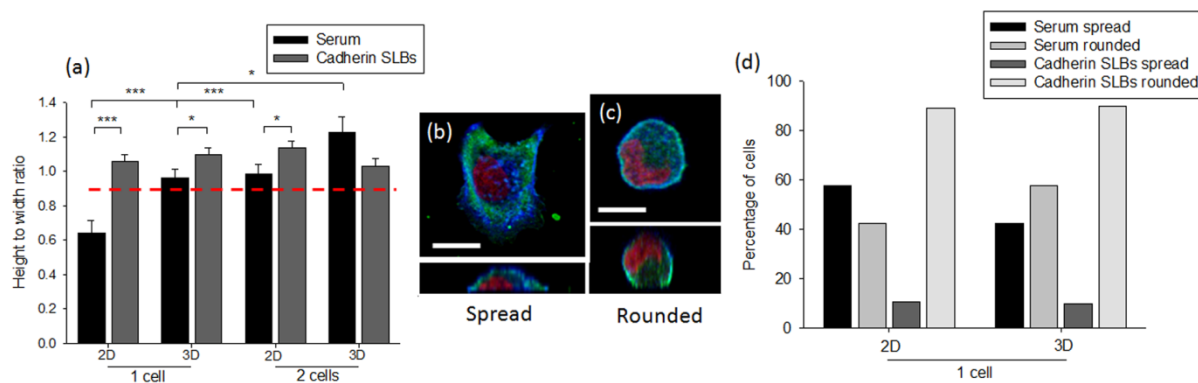 Serum
Cadherin SLBs
(a)
*
*** ***
*** * *
Height to width ratio
1.4
1.2
1.0
0.8
0.6
0.4
0.2
0.0
2D 3D 2D 3D
1 cell 2 cells
(b)
Spread
(c)
Rounded
(d)
Serum spread
Serum rounded
Cadherin SLBs spread
Cadherin SLBs rounded
Percentage of cells
100
80
60
40
20
0
2D 3D
1 cell